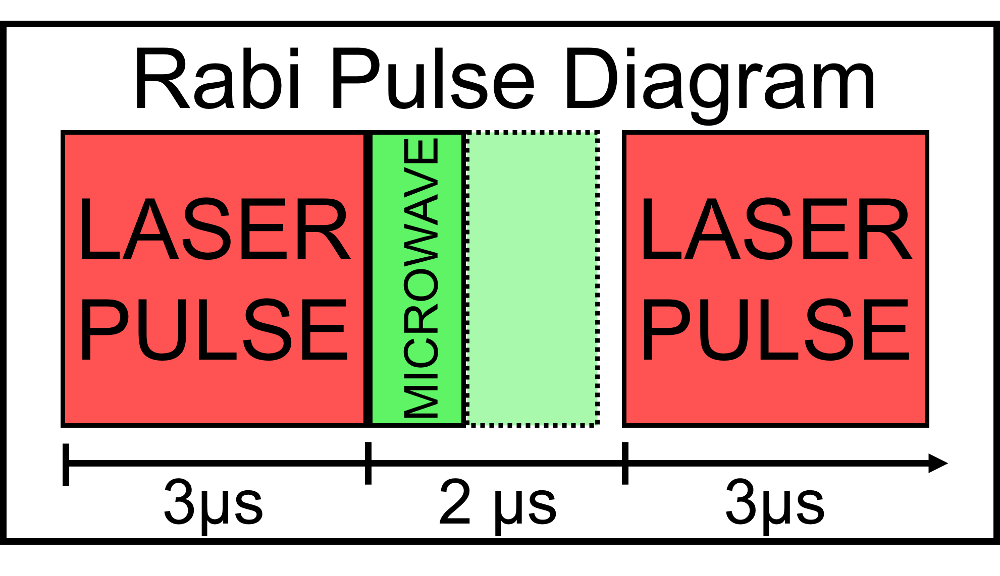 Rabi Pulse Diagram
LASER
PULSE
MICROWAVE
LASER
PULSE
3µs
2 µs
3µs